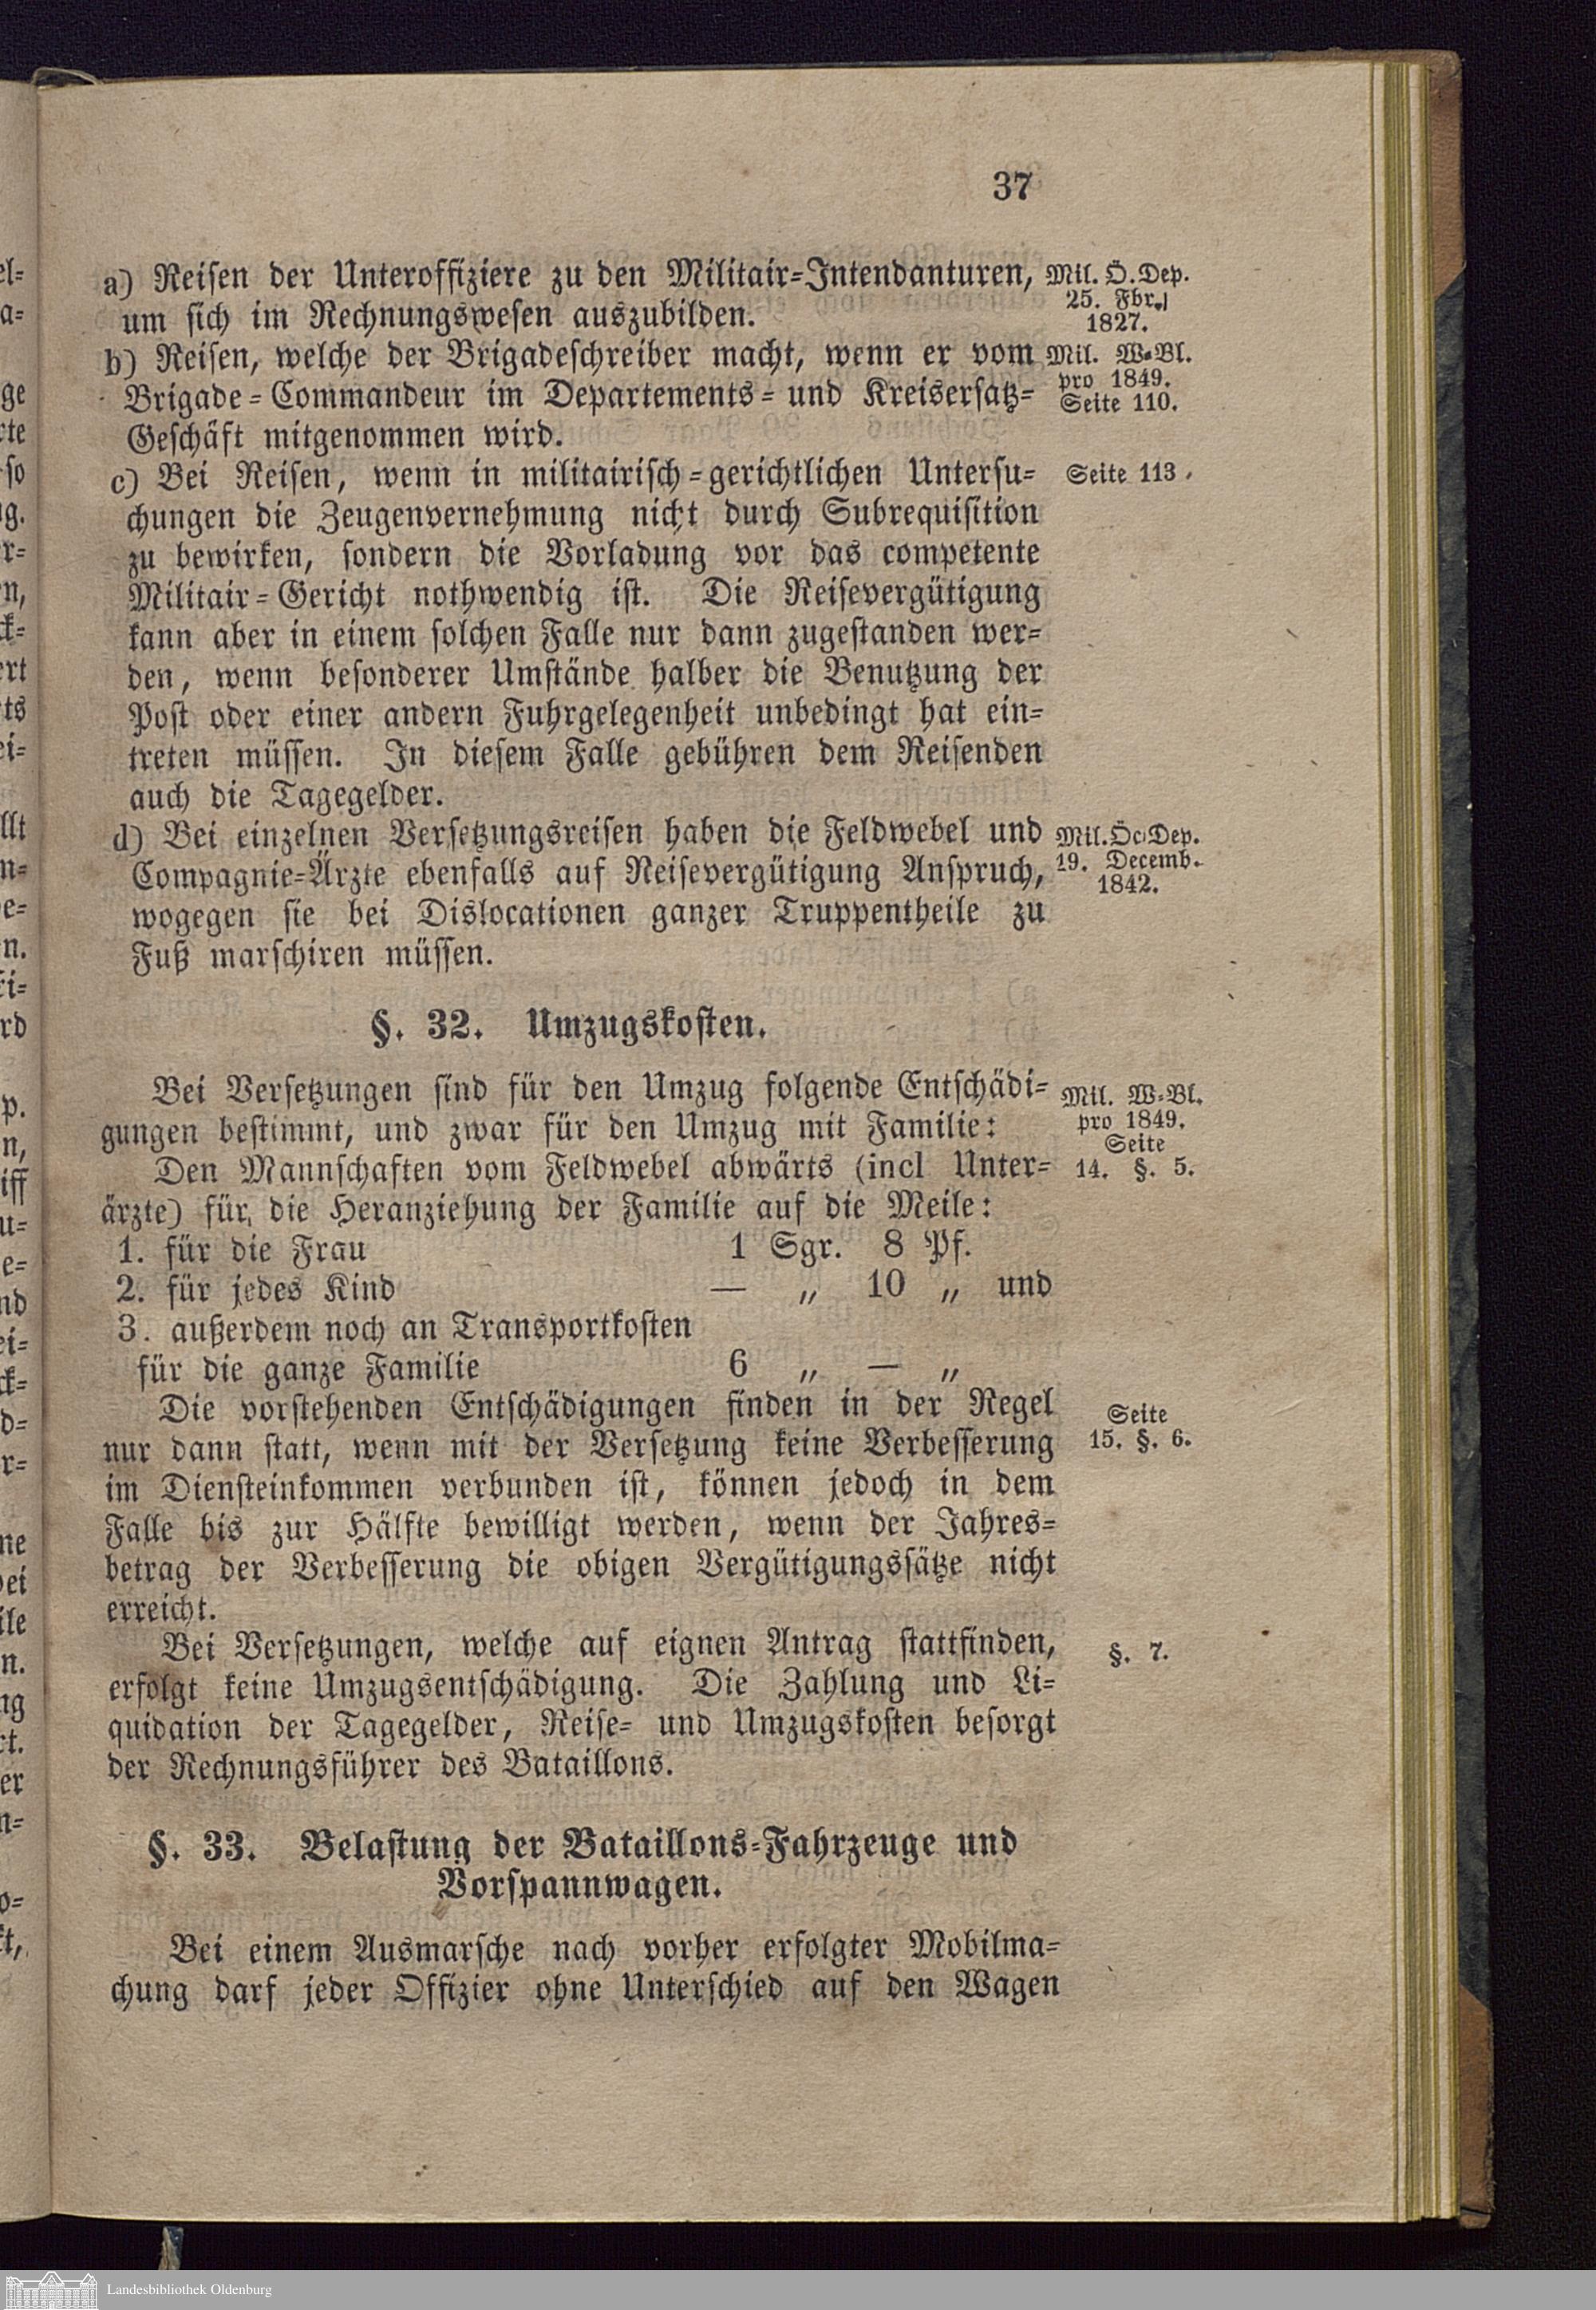 37
a) Reisen der Unteroffiziere zu den Militair-Intendanturen,
um sich im Rechnungswesen auszubilden.
Mil. Ö. Dep.
25. Fbr.
1827.
b) Reisen, welche der Brigadeschreiber macht, wenn er vom
Brigade-Commandeur im Departements- und Kreisersatz-
Geschäft mitgenommen wird.
Mil. W-Bl.
pro 1849.
Seite 110.
c) Bei Reisen, wenn in militairisch-gerichtlichen Untersu-
chungen die Zeugenvernehmung nicht durch Subrequisition
zu bewirken, sondern die Vorladung vor das competente
Militair-Gericht nothwendig ist. Die Reisevergütigung
kann aber in einem solchen Falle nur dann zugestanden wer-
den, wenn besonderer Umstände halber die Benutzung der
Post oder einer andern Fuhrgelegenheit unbedingt hat ein-
treten müssen. In diesem Falle gebühren dem Reisenden
auch die Tagegelder.
Seite 113.
d) Bei einzelnen Versetzungsreisen haben die Feldwebel und
Compagnie-Ärzte ebenfalls auf Reisevergütigung Anspruch,
wogegen sie bei Dislocationen ganzer Truppentheile zu
Fuß marschiren müssen.
Mil. Öc. Dep.
19. Decemb.
1842.
§. 32. Umzugskosten.
Bei Versetzungen sind für den Umzug folgende Entschädi-
gungen bestimmt, und zwar für den Umzug mit Familie:
Den Mannschaften vom Feldwebel abwärts (incl Unter-
ärzte) für die Heranziehung der Familie auf die Meile:
Mil. W-Bl.
pro 1849.
Seite
14. §. 5.
1. für die Frau 1 Sgr. 8 Pf.
2. für jedes Kind — „ 10 „ und
3. außerdem noch an Transportkosten
für die ganze Familie 6 „ — „
Die vorstehenden Entschädigungen finden in der Regel
nur dann statt, wenn mit der Versetzung keine Verbesserung
im Diensteinkommen verbunden ist, können jedoch in dem
Falle bis zur Hälfte bewilligt werden, wenn der Jahres-
betrag der Verbesserung die obigen Vergütigungssätze nicht
erreicht.
Seite
15. §. 6.
Bei Versetzungen, welche auf eignen Antrag stattfinden,
erfolgt keine Umzugsentschädigung. Die Zahlung und Li-
quidation der Tagegelder, Reise- und Umzugskosten besorgt
der Rechnungsführer des Bataillons.
§. 7.
§. 33. Belastung der Bataillons-Fahrzeuge und
Vorspannwagen.
Bei einem Ausmarsche nach vorher erfolgter Mobilma-
chung darf jeder Offizier ohne Unterschied auf den Wagen
Landesbibliothek Oldenburg